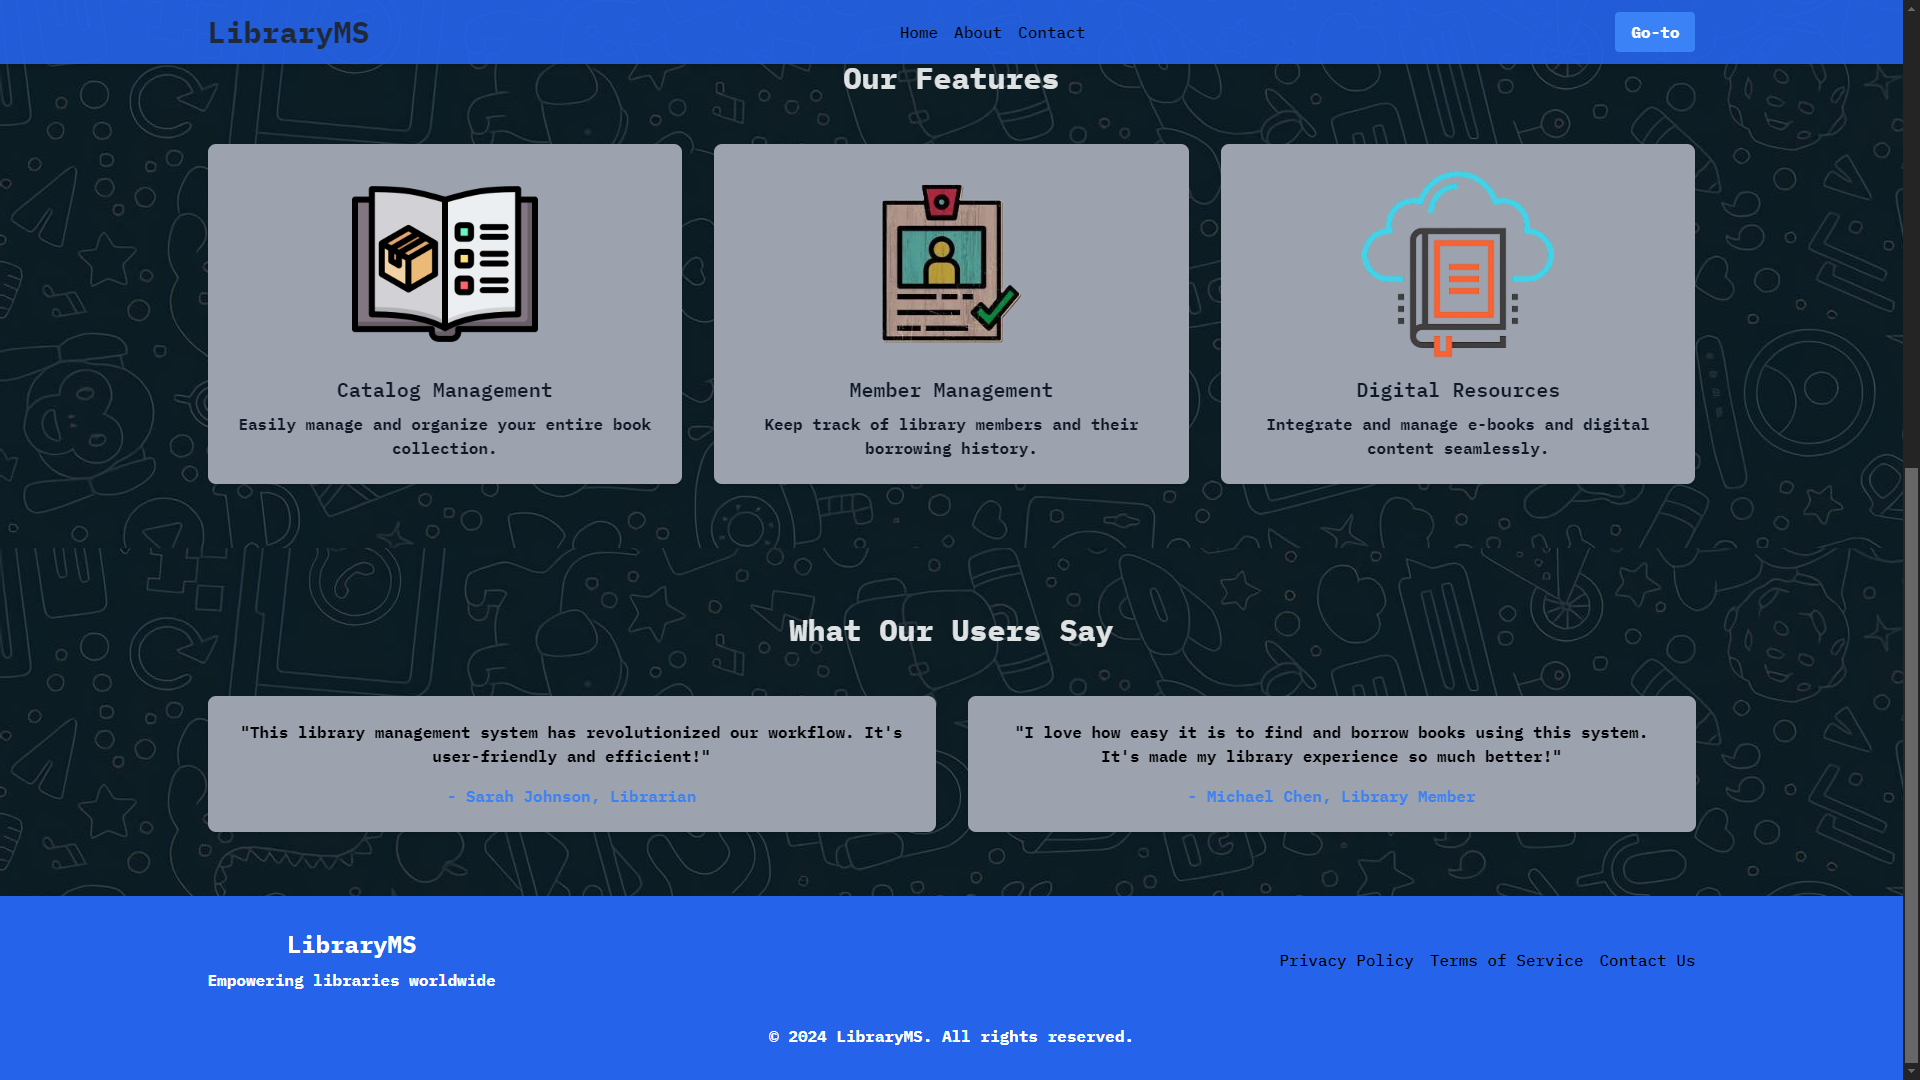 LibraryMS
Home About Contact
Go-to
Our Features
Catalog Management
Easily manage and organize your entire book
collection.
Member Management
Keep track of library members and their
borrowing history.
Digital Resources
Integrate and manage e-books and digital
content seamlessly.
What Our Users Say
"This library management system has revolutionized our workflow. It's
user-friendly and efficient!"
- Sarah Johnson, Librarian
"I love how easy it is to find and borrow books using this system.
It's made my library experience so much better!"
- Michael Chen, Library Member
LibraryMS
Empowering libraries worldwide
Privacy Policy Terms of Service Contact Us
© 2024 LibraryMS. All rights reserved.